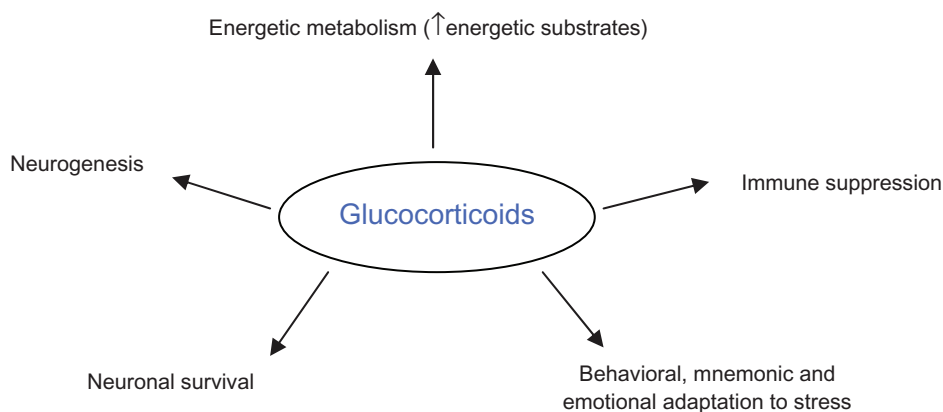 Energetic metabolism (↑energetic substrates)
Neurogenesis
Immune suppression
Glucocorticoids
Neuronal survival
Behavioral, mnemonic and
emotional adaptation to stress